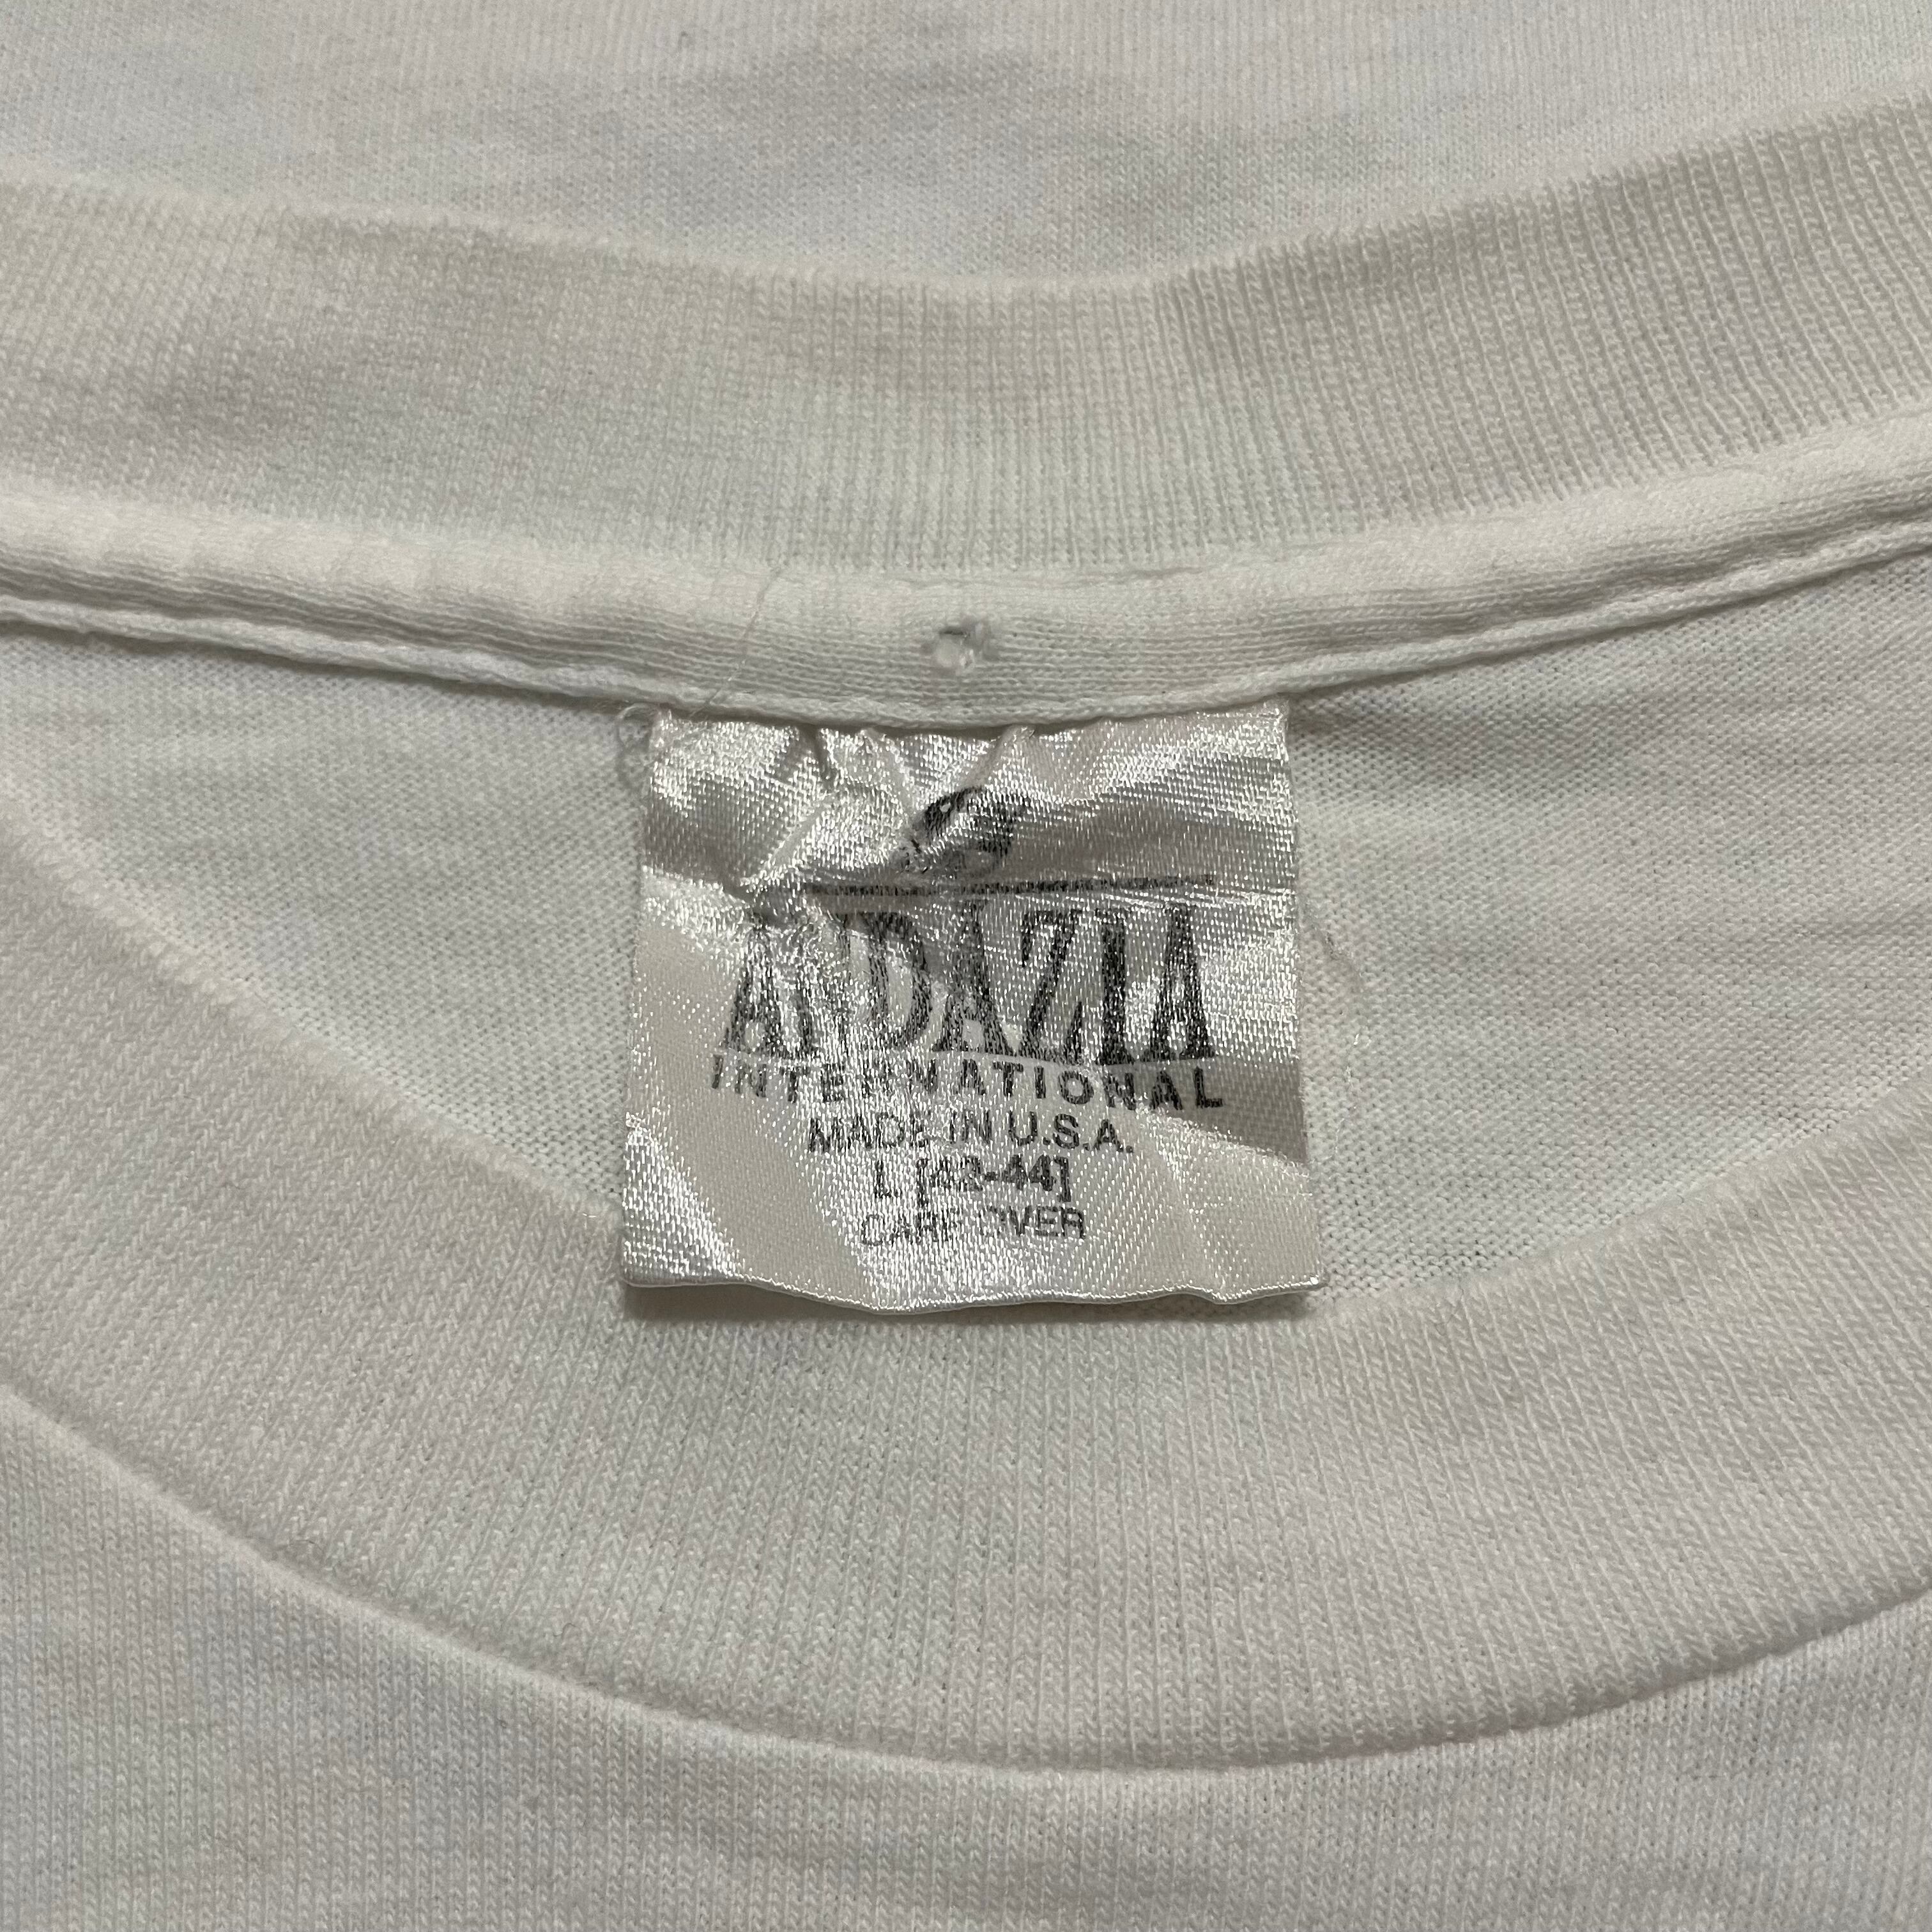 ANDAZIA
INTERNATIONAL
MADE IN U.S.A.
L [42-44]
CARE OVER